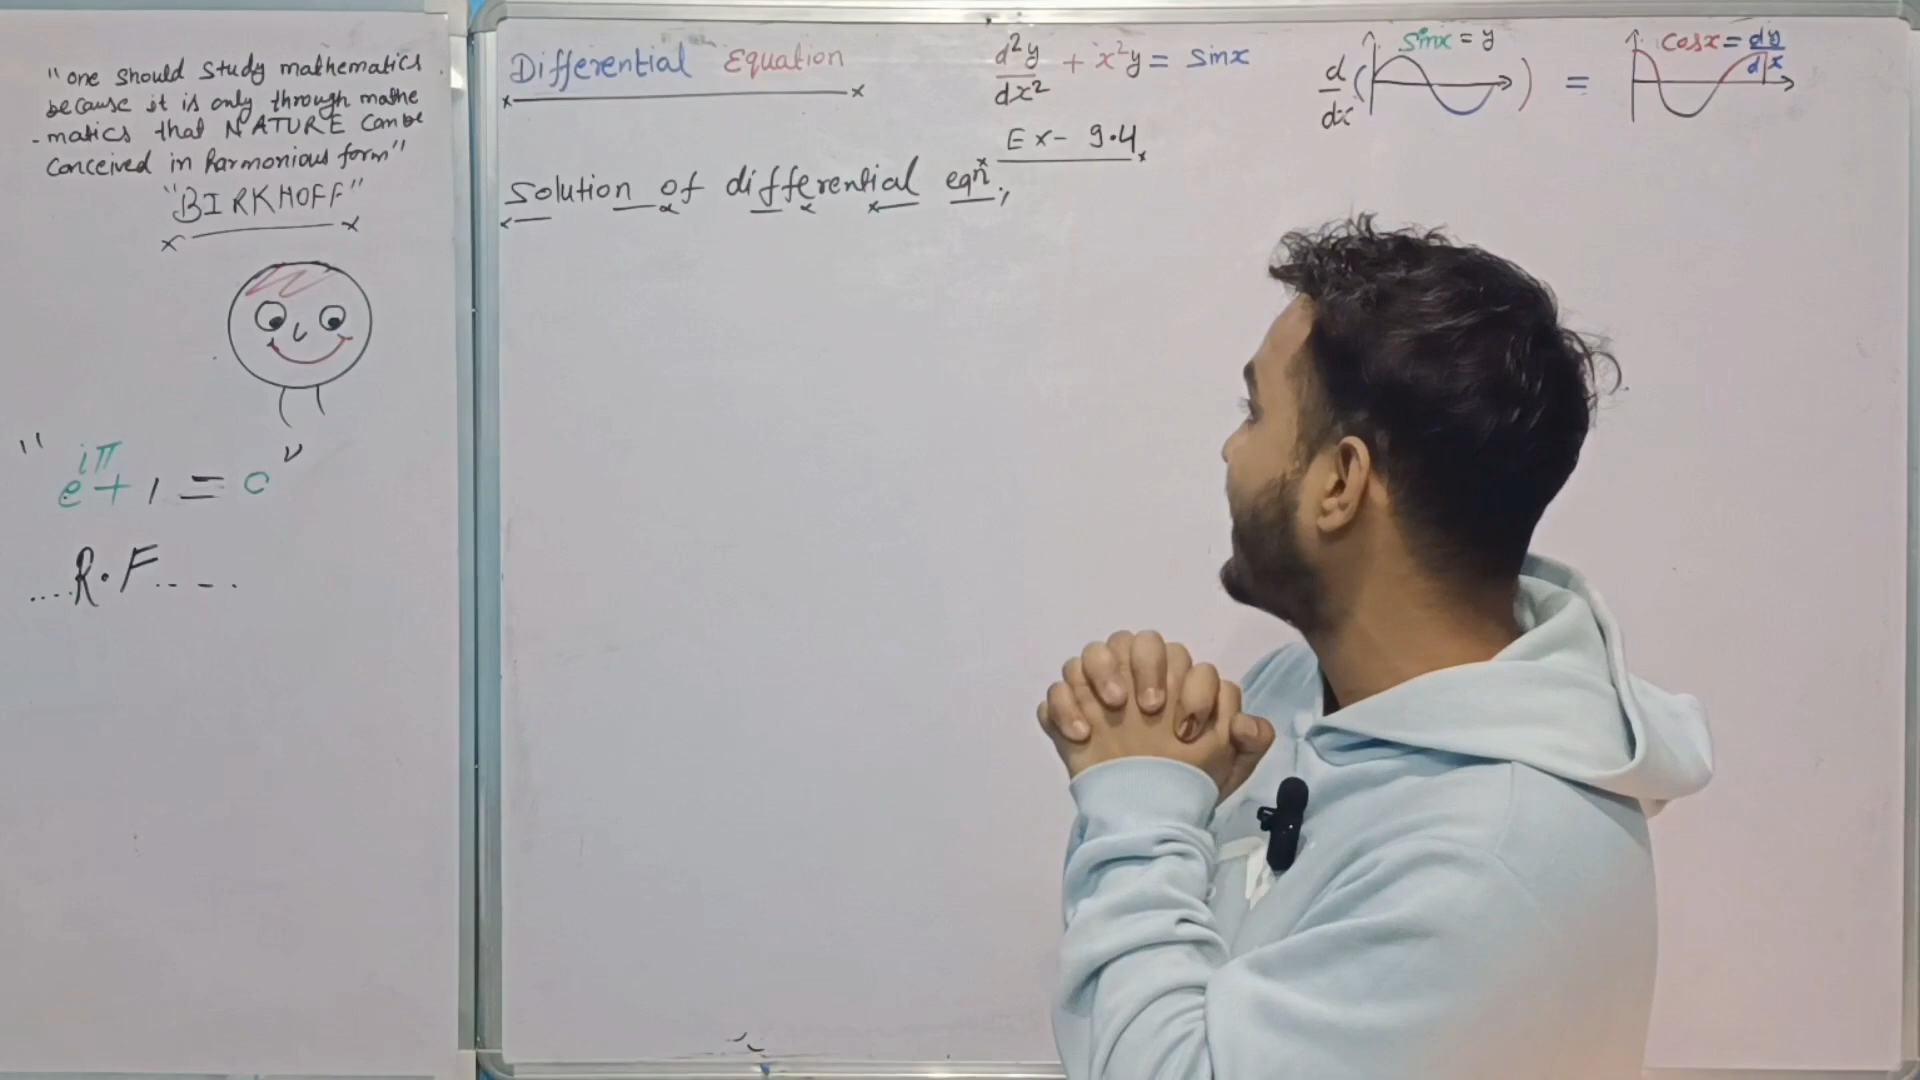 "one should study mathematics
because it is only through mathe
-matics that NATURE can be
conceived in harmonious form"
"BIRKHOFF"
" e^{iπ} + 1 = 0 "
....R.F.....
Differential Equation
d²y/dx² + x²y = sinx
d/dx ( sinx = y ) = cosx = dy/dx
Ex- 9.4
Solution of differential eqⁿ.,